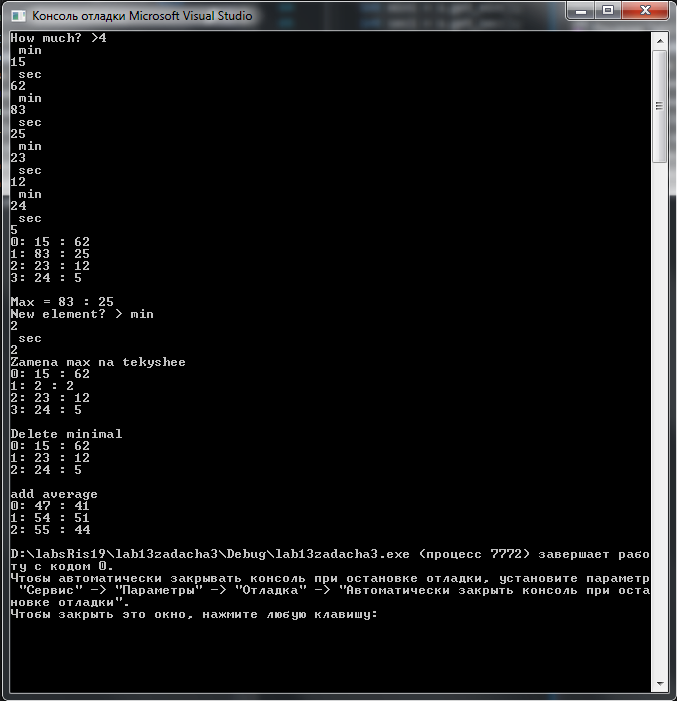 Консоль отладки Microsoft Visual Studio
How much? >4
min
15
sec
62
min
83
sec
25
min
23
sec
12
min
24
sec
5
0: 15 : 62
1: 83 : 25
2: 23 : 12
3: 24 : 5
Max = 83 : 25
New element? > min
2
sec
2
Zamena max na tekyshee
0: 15 : 62
1: 2 : 2
2: 23 : 12
3: 24 : 5
Delete minimal
0: 15 : 62
1: 23 : 12
2: 24 : 5
add average
0: 47 : 41
1: 54 : 51
2: 55 : 44
D:\labsRis19\lab13zadacha3\Debug\lab13zadacha3.exe (процесс 7772) завершает рабо
ту с кодом 0.
Чтобы автоматически закрывать консоль при остановке отладки, установите параметр
"Сервис" -> "Параметры" -> "Отладка" -> "Автоматически закрыть консоль при оста
новке отладки".
Чтобы закрыть это окно, нажмите любую клавишу: